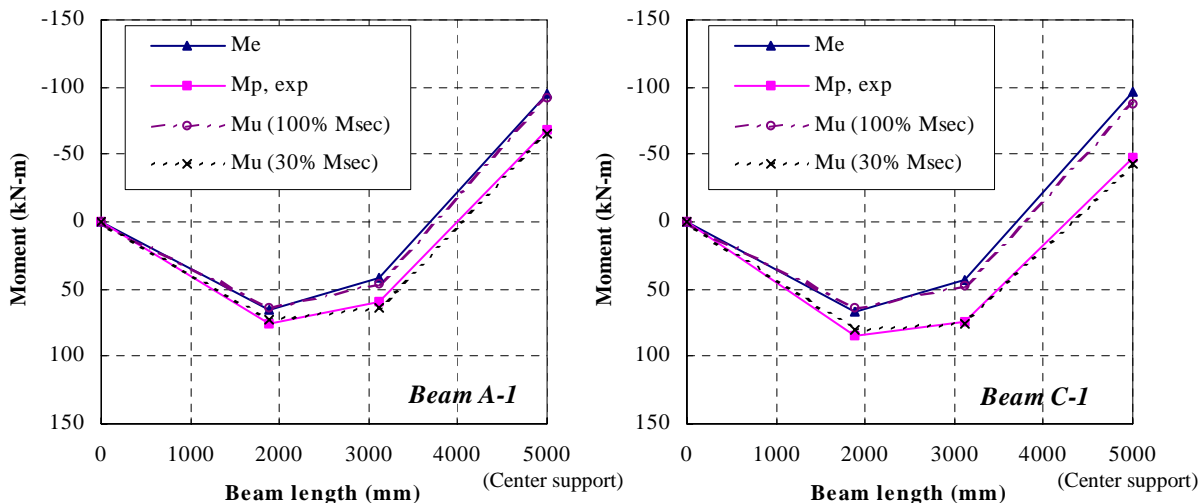 -150
-100
-50
0
50
100
150
Moment (kN-m)
Me
Mp, exp
Mu (100% Msec)
Mu (30% Msec)
Beam A-1
0 1000 2000 3000 4000 5000
(Center support)
Beam length (mm)
-150
-100
-50
0
50
100
150
Moment (kN-m)
Me
Mp, exp
Mu (100% Msec)
Mu (30% Msec)
Beam C-1
0 1000 2000 3000 4000 5000
(Center support)
Beam length (mm)